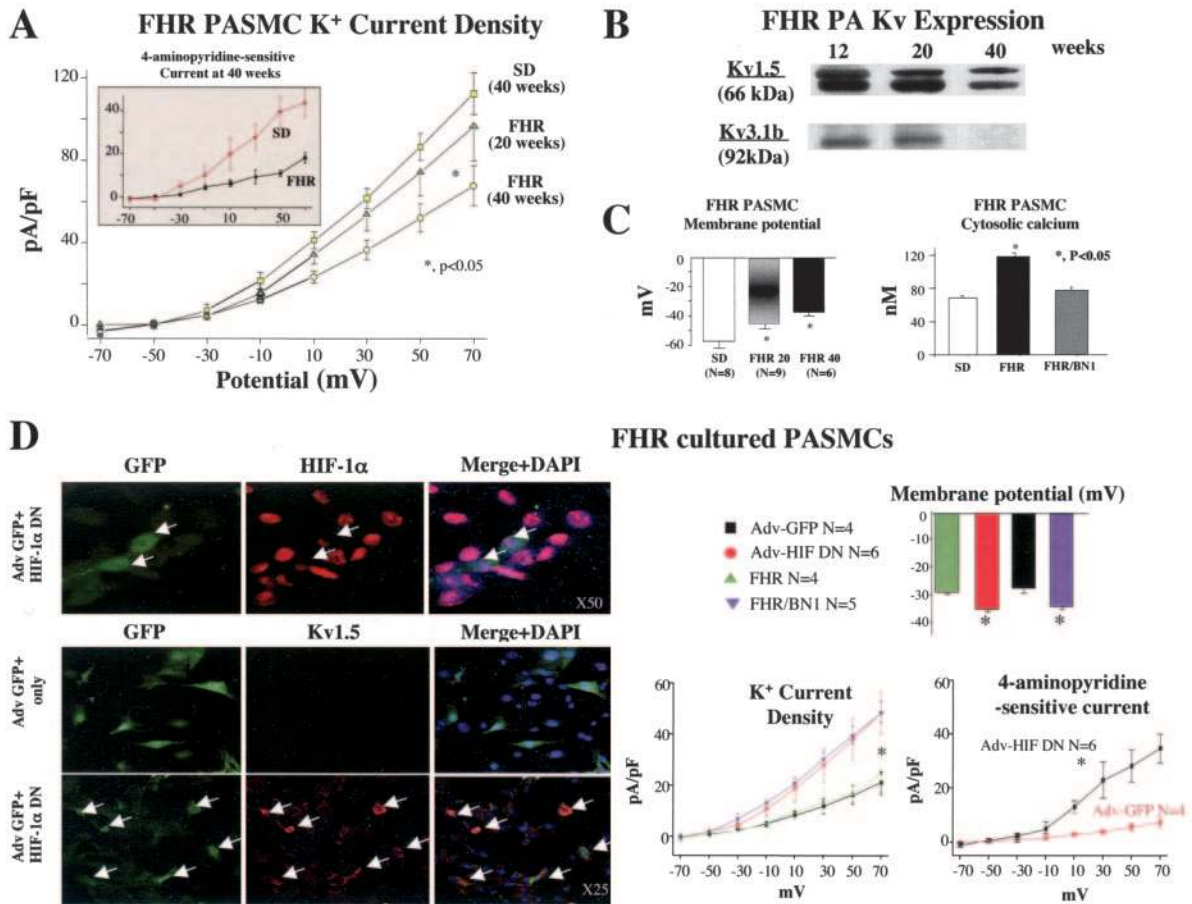 A
FHR PASMC K+ Current Density
4-aminopyridine-sensitive
Current at 40 weeks
40
20
0
SD
FHR
-70 -30 10 50
120
80
40
0
pA/pF
SD
(40 weeks)
FHR
(20 weeks)
*
FHR
(40 weeks)
*, p<0.05
-70 -50 -30 -10 10 30 50 70
Potential (mV)
B
FHR PA Kv Expression
12 20 40 weeks
Kv1.5
(66 kDa)
Kv3.1b
(92kDa)
C
FHR PASMC
Membrane potential
0
-20
-40
-60
mV
* *
SD FHR 20 FHR 40
(N=8) (N=9) (N=6)
FHR PASMC
Cytosolic calcium
*, P<0.05
*
120
80
40
0
nM
SD FHR FHR/BN1
D
FHR cultured PASMCs
GFP HIF-1α Merge+DAPI
Adv GFP+
HIF-1α DN
X50
GFP Kv1.5 Merge+DAPI
Adv GFP+
only
Adv GFP+
HIF-1α DN
X25
Adv-GFP N=4
Adv-HIF DN N=6
FHR N=4
FHR/BN1 N=5
Membrane potential (mV)
0
-10
-20
-30
-40
* *
K+ Current
Density
60
40
20
0
pA/pF
*
-70 -50 -30 -10 10 30 50 70
mV
4-aminopyridine
-sensitive current
Adv-HIF DN N=6
*
Adv-GFP N=4
60
40
20
0
pA/pF
-70 -50 -30 -10 10 30 50 70
mV